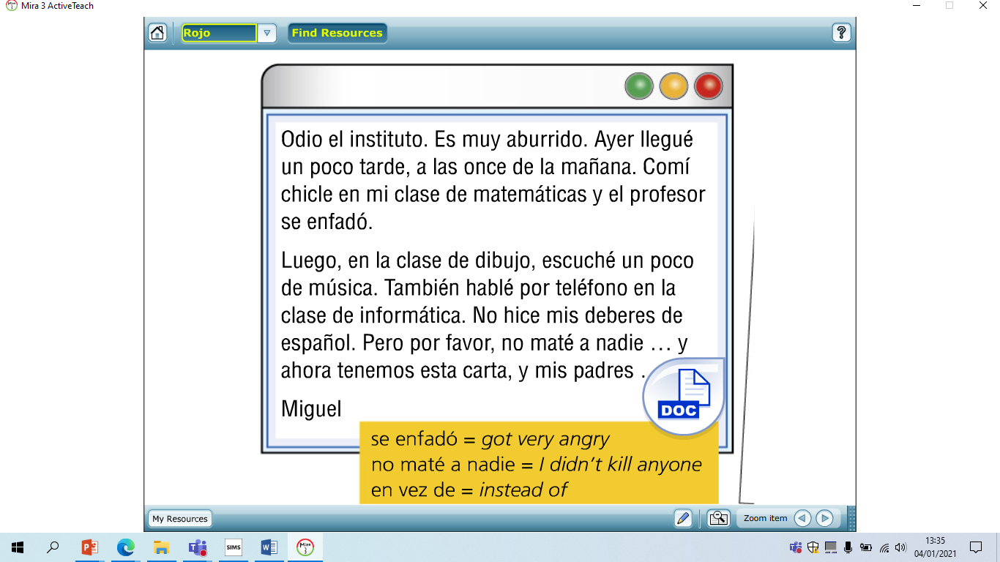 Mira 3 ActiveTeach
Rojo
Find Resources
?
Odio el instituto. Es muy aburrido. Ayer llegué
un poco tarde, a las once de la mañana. Comí
chicle en mi clase de matemáticas y el profesor
se enfadó.
Luego, en la clase de dibujo, escuché un poco
de música. También hablé por teléfono en la
clase de informática. No hice mis deberes de
español. Pero por favor, no maté a nadie … y
ahora tenemos esta carta, y mis padres .
DOC
Miguel
se enfadó = got very angry
no maté a nadie = I didn't kill anyone
en vez de = instead of
My Resources
Zoom item
SIMS
Mira
3
13:35
04/01/2021